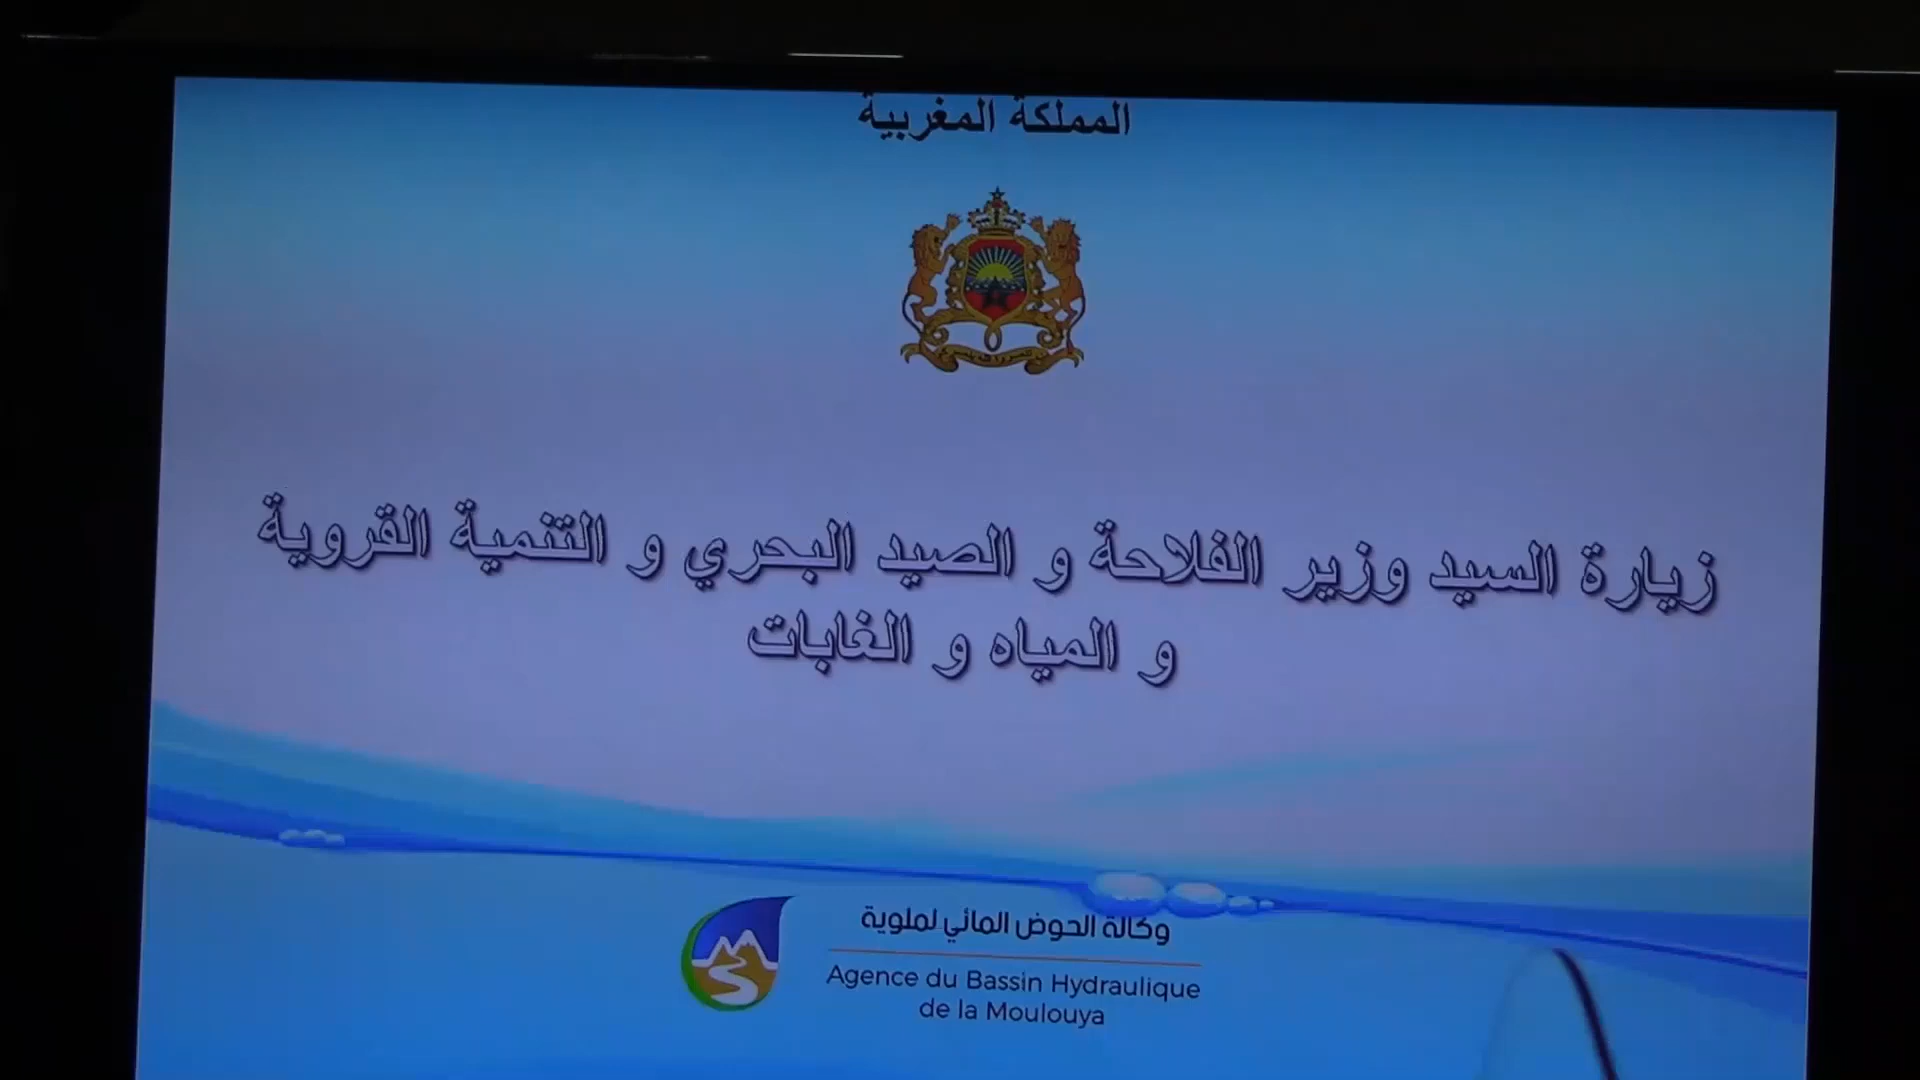 المملكة المغربية
زيارة السيد وزير الفلاحة و الصيد البحري و التنمية القروية
و المياه و الغابات
وكالة الحوض المائي لملوية
Agence du Bassin Hydraulique
de la Moulouya